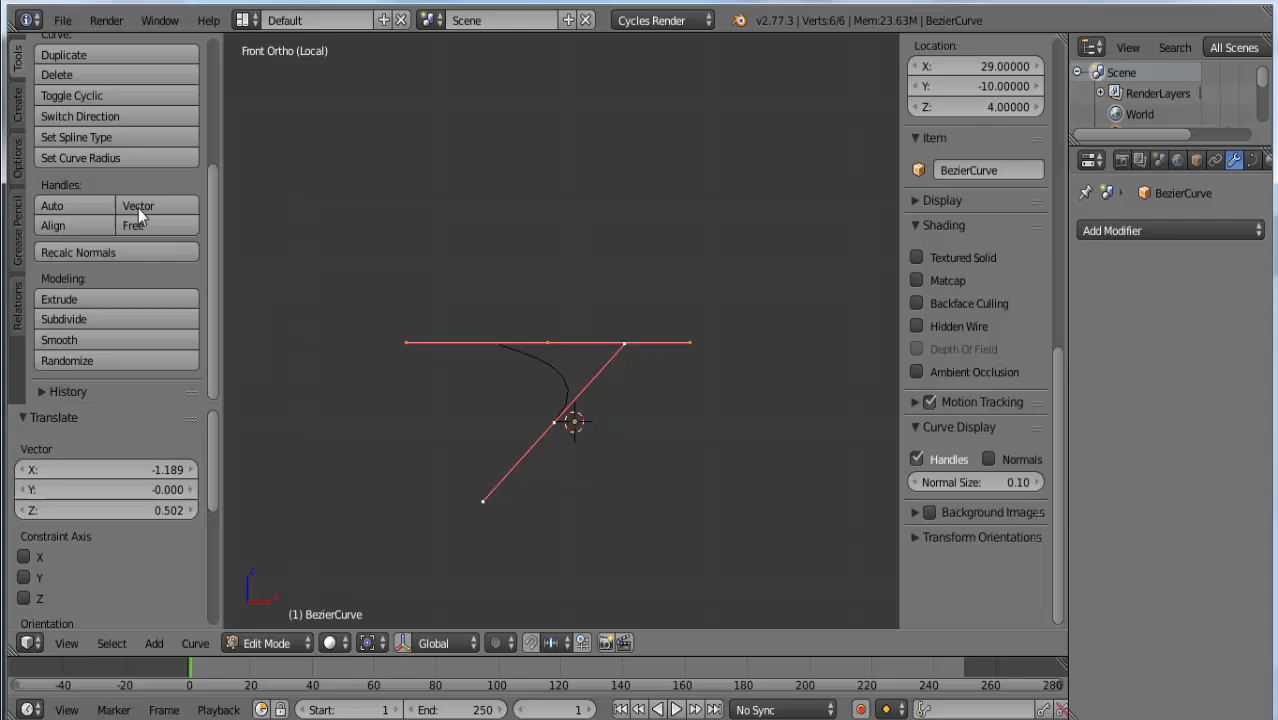 File Render Window Help Default Scene Cycles Render v2.77.3 | Verts:6/6 | Mem:23.63M | BezierCurve
Tools
Create
Options
Grease Pencil
Relations
Curve:
Duplicate
Delete
Toggle Cyclic
Switch Direction
Set Spline Type
Set Curve Radius
Handles:
Auto Vector
Align Free
Recalc Normals
Modeling:
Extrude
Subdivide
Smooth
Randomize
History
Translate
Vector
X: -1.189
Y: -0.000
Z: 0.502
Constraint Axis
X
Y
Z
Orientation
Front Ortho (Local)
z
x
(1) BezierCurve
Location:
X: 29.00000
Y: -10.00000
Z: 4.00000
Item
BezierCurve
Display
Shading
Textured Solid
Matcap
Backface Culling
Hidden Wire
Depth Of Field
Ambient Occlusion
Motion Tracking
Curve Display
Handles Normals
Normal Size: 0.10
Background Images
Transform Orientations
View Search All Scenes
Scene
RenderLayers
World
BezierCurve
Add Modifier
View Select Add Curve Edit Mode Global
-40 -20 0 20 40 60 80 100 120 140 160 180 200 220 240 260 280
View Marker Frame Playback Start: 1 End: 250 1 No Sync